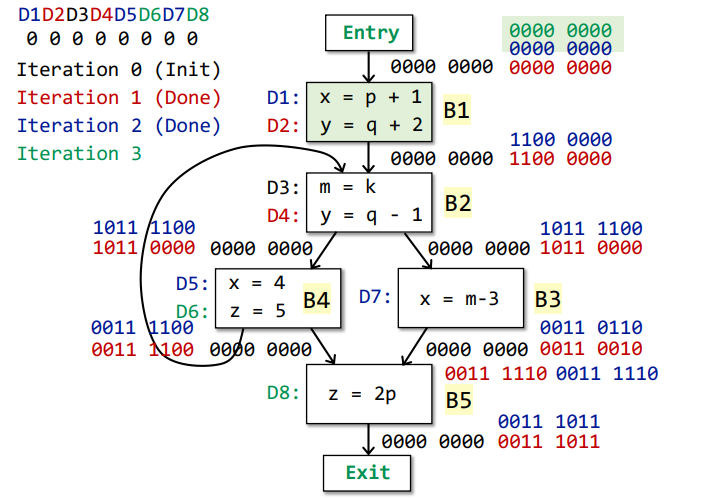 D1D2D3D4D5D6D7D8
0 0 0 0 0 0 0 0
Iteration 0 (Init)
Iteration 1 (Done)
Iteration 2 (Done)
Iteration 3
Entry
0000 0000
0000 0000
0000 0000 0000 0000
D1: x = p + 1
D2: y = q + 2
B1
1100 0000
0000 0000 1100 0000
D3: m = k
D4: y = q - 1
B2
1011 1100
1011 0000 0000 0000
1011 1100
0000 0000 1011 0000
D5: x = 4
D6: z = 5
B4
D7: x = m-3
B3
0011 1100
0011 1100 0000 0000
0011 0110
0000 0000 0011 0010
0011 1110 0011 1110
D8: z = 2p
B5
0011 1011
0000 0000 0011 1011
Exit